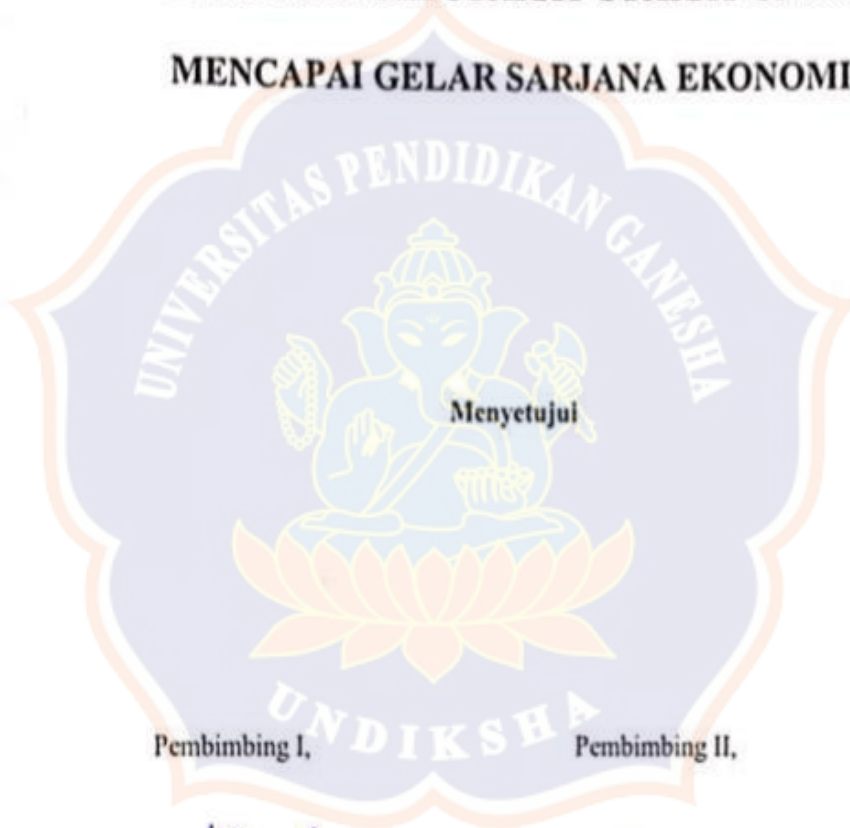 MENCAPAI GELAR SARJANA EKONOMI
UNIVERSITAS PENDIDIKAN GANESHA
Menyetujui
UNDIKSHA
Pembimbing I,
Pembimbing II,